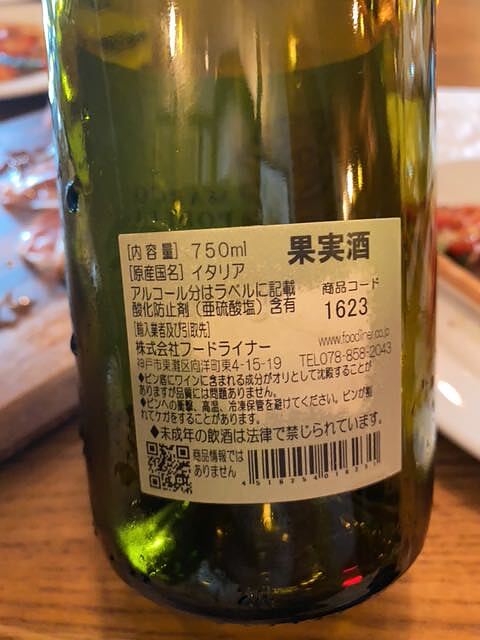 [内容量] 750ml 果実酒
[原産国名] イタリア
アルコール分はラベルに記載 商品コード
酸化防止剤（亜硫酸塩）含有 1623
[輸入業者及び引取先] www.foodliner.co.jp
株式会社フードライナー TEL078-858-2043
神戸市東灘区向洋町東4-15-19
◆ビン底にワインに含まれる成分がオリとして沈殿することが
ありますが品質には問題ありません。
◆ビンへの衝撃、高温、冷凍保管を避けてください。ビンが割
れてケガをすることがあります。
◆未成年の飲酒は法律で禁じられています。
商品情報では
ありません